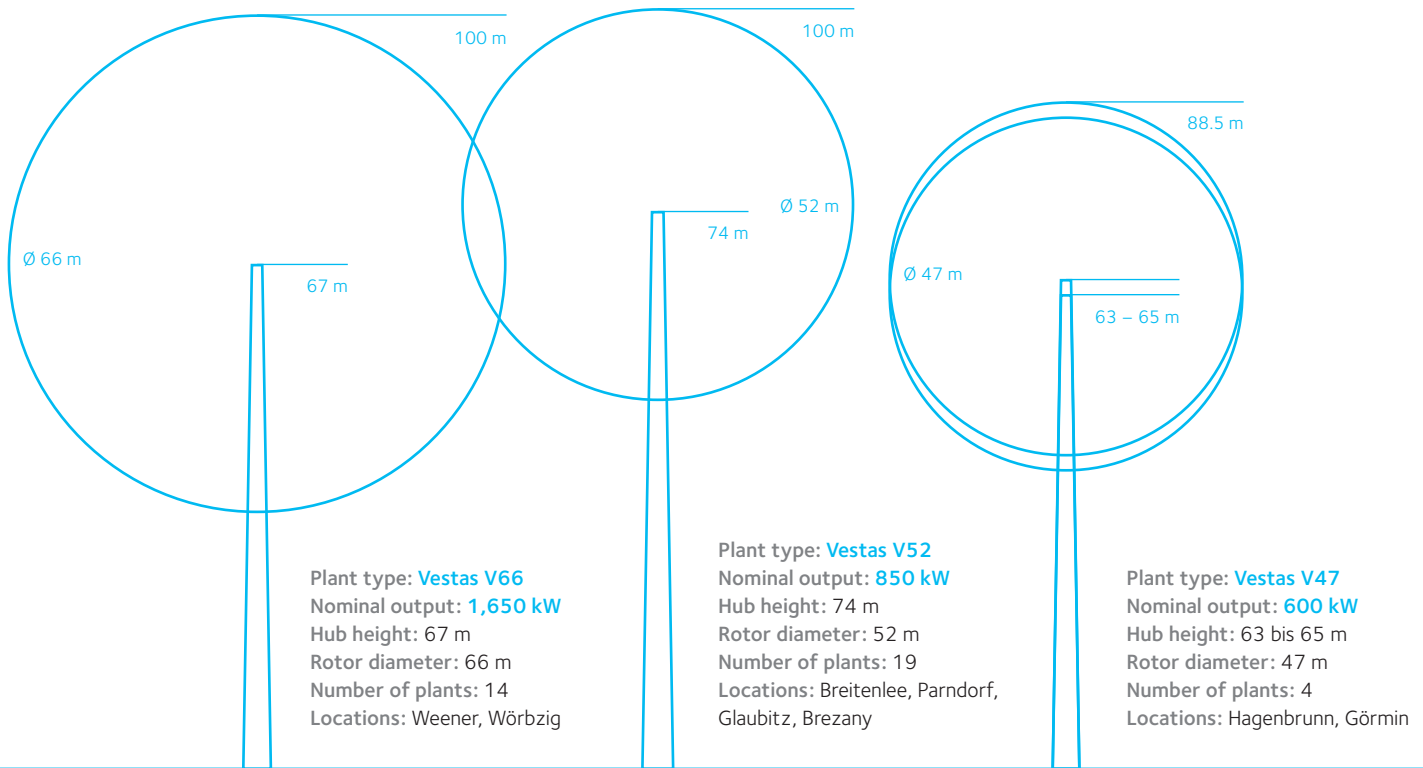 100 m
Ø 66 m
67 m
Plant type: Vestas V66
Nominal output: 1,650 kW
Hub height: 67 m
Rotor diameter: 66 m
Number of plants: 14
Locations: Weener, Wörbzig
100 m
Ø 52 m
74 m
Plant type: Vestas V52
Nominal output: 850 kW
Hub height: 74 m
Rotor diameter: 52 m
Number of plants: 19
Locations: Breitenlee, Parndorf,
Glaubitz, Brezany
88.5 m
Ø 47 m
63 – 65 m
Plant type: Vestas V47
Nominal output: 600 kW
Hub height: 63 bis 65 m
Rotor diameter: 47 m
Number of plants: 4
Locations: Hagenbrunn, Görmin